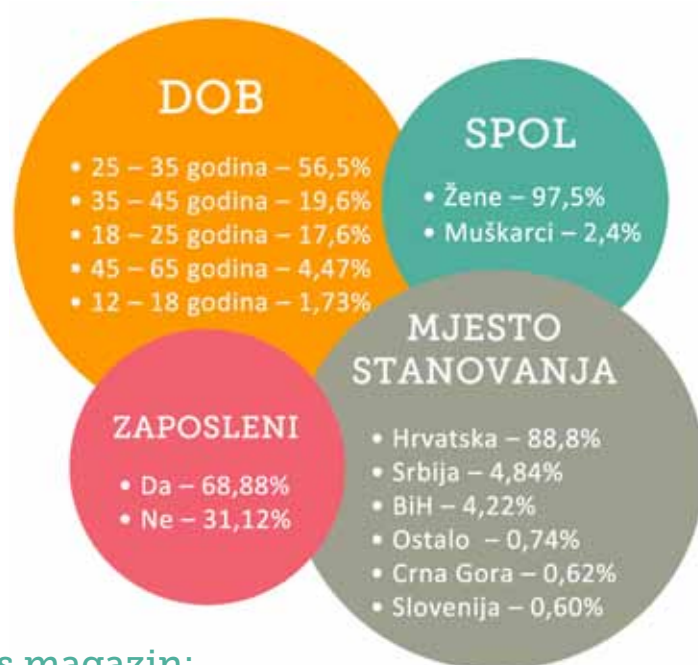 DOB
• 25 – 35 godina – 56,5%
• 35 – 45 godina – 19,6%
• 18 – 25 godina – 17,6%
• 45 – 65 godina – 4,47%
• 12 – 18 godina – 1,73%
SPOL
• Žene – 97,5%
• Muškarci – 2,4%
ZAPOSLENI
• Da – 68,88%
• Ne – 31,12%
MJESTO
STANOVANJA
• Hrvatska – 88,8%
• Srbija – 4,84%
• BiH – 4,22%
• Ostalo – 0,74%
• Crna Gora – 0,62%
• Slovenija – 0,60%
magazin: